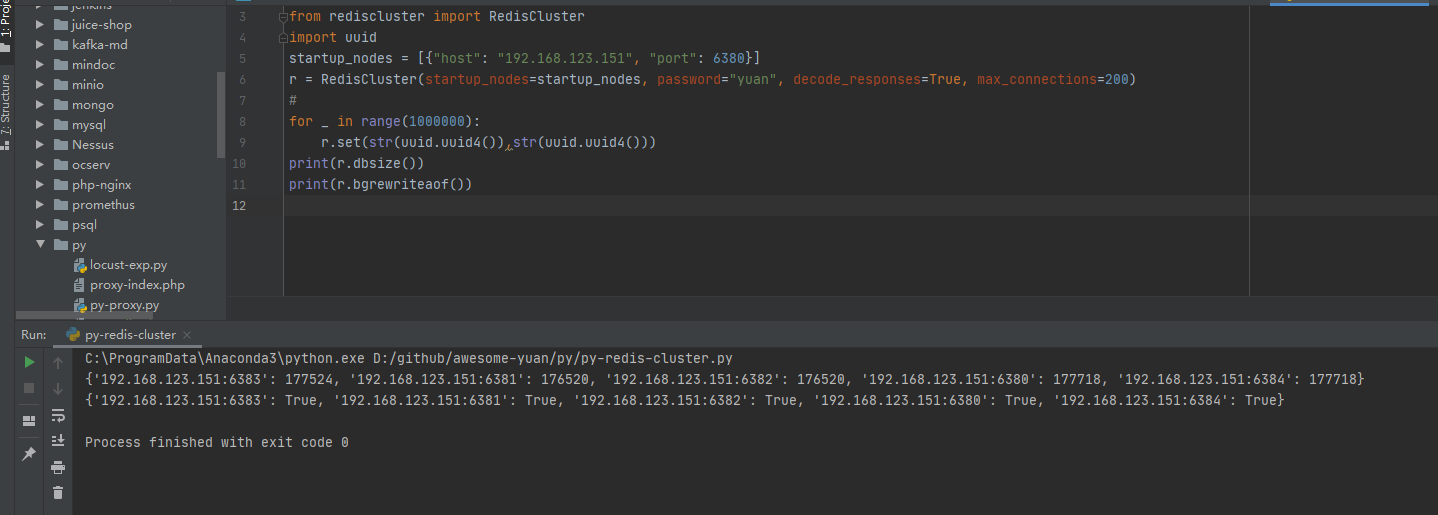 1: Proje
7: Structure
jenkins
juice-shop
kafka-md
mindoc
minio
mongo
mysql
Nessus
ocserv
php-nginx
promethus
psql
py
locust-exp.py
proxy-index.php
py-proxy.py
3 from rediscluster import RedisCluster
4 import uuid
5 startup_nodes = [{"host": "192.168.123.151", "port": 6380}]
6 r = RedisCluster(startup_nodes=startup_nodes, password="yuan", decode_responses=True, max_connections=200)
7 #
8 for _ in range(1000000):
9 r.set(str(uuid.uuid4()),str(uuid.uuid4()))
10 print(r.dbsize())
11 print(r.bgrewriteaof())
12
Run: py-redis-cluster
C:\ProgramData\Anaconda3\python.exe D:/github/awesome-yuan/py/py-redis-cluster.py
{'192.168.123.151:6383': 177524, '192.168.123.151:6381': 176520, '192.168.123.151:6382': 176520, '192.168.123.151:6380': 177718, '192.168.123.151:6384': 177718}
{'192.168.123.151:6383': True, '192.168.123.151:6381': True, '192.168.123.151:6382': True, '192.168.123.151:6380': True, '192.168.123.151:6384': True}
Process finished with exit code 0